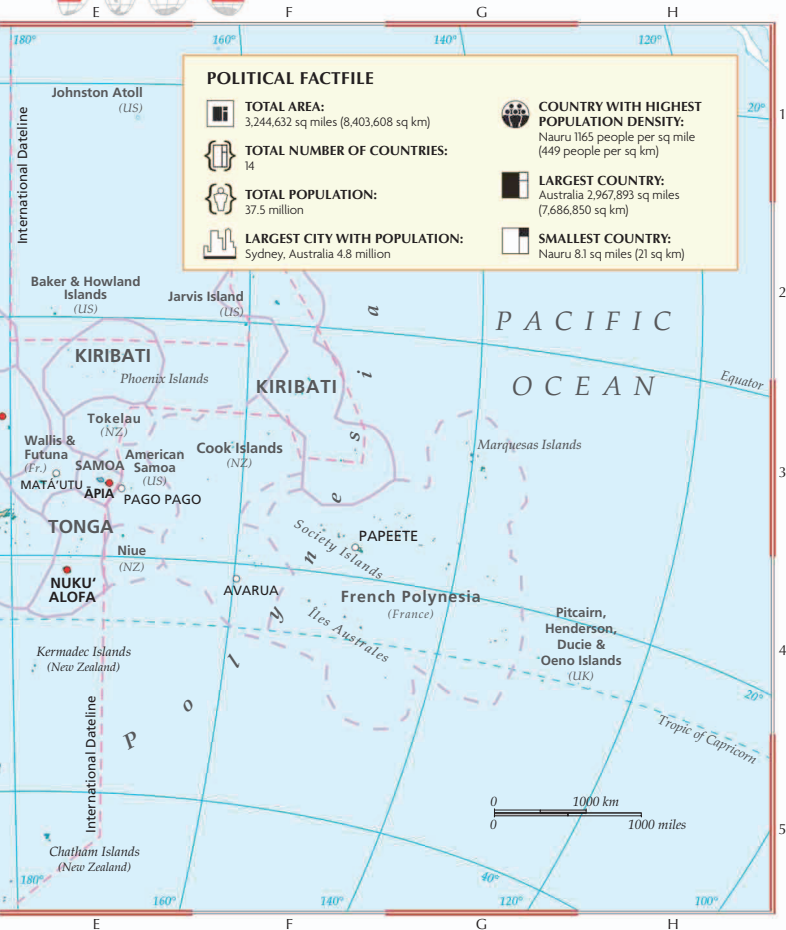 E F G H
180° 160° 140° 120°
POLITICAL FACTFILE
TOTAL AREA:
3,244,632 sq miles (8,403,608 sq km)
TOTAL NUMBER OF COUNTRIES:
14
TOTAL POPULATION:
37.5 million
LARGEST CITY WITH POPULATION:
Sydney, Australia 4.8 million
COUNTRY WITH HIGHEST
POPULATION DENSITY:
Nauru 1165 people per sq mile
(449 people per sq km)
LARGEST COUNTRY:
Australia 2,967,893 sq miles
(7,686,850 sq km)
SMALLEST COUNTRY:
Nauru 8.1 sq miles (21 sq km)
Johnston Atoll
(US)
20°
1
International Dateline
Baker & Howland
Islands
(US)
Jarvis Island
(US)
2
PACIFIC
OCEAN
KIRIBATI
Phoenix Islands
KIRIBATI
Equator
Polynesia
Tokelau
(NZ)
Wallis &
Futuna
(Fr.)
MATÁ'UTU
SAMOA
ĀPIA
American
Samoa
(US)
PAGO PAGO
Cook Islands
(NZ)
Marquesas Islands
3
TONGA
Niue
(NZ)
NUKU'
ALOFA
AVARUA
Society Islands
PAPEETE
French Polynesia
(France)
Îles Australes
Pitcairn,
Henderson,
Ducie &
Oeno Islands
(UK)
4
Kermadec Islands
(New Zealand)
20°
Tropic of Capricorn
International Dateline
0 1000 km
0 1000 miles
5
Chatham Islands
(New Zealand)
40°
180° 160° 140° 120° 100°
E F G H